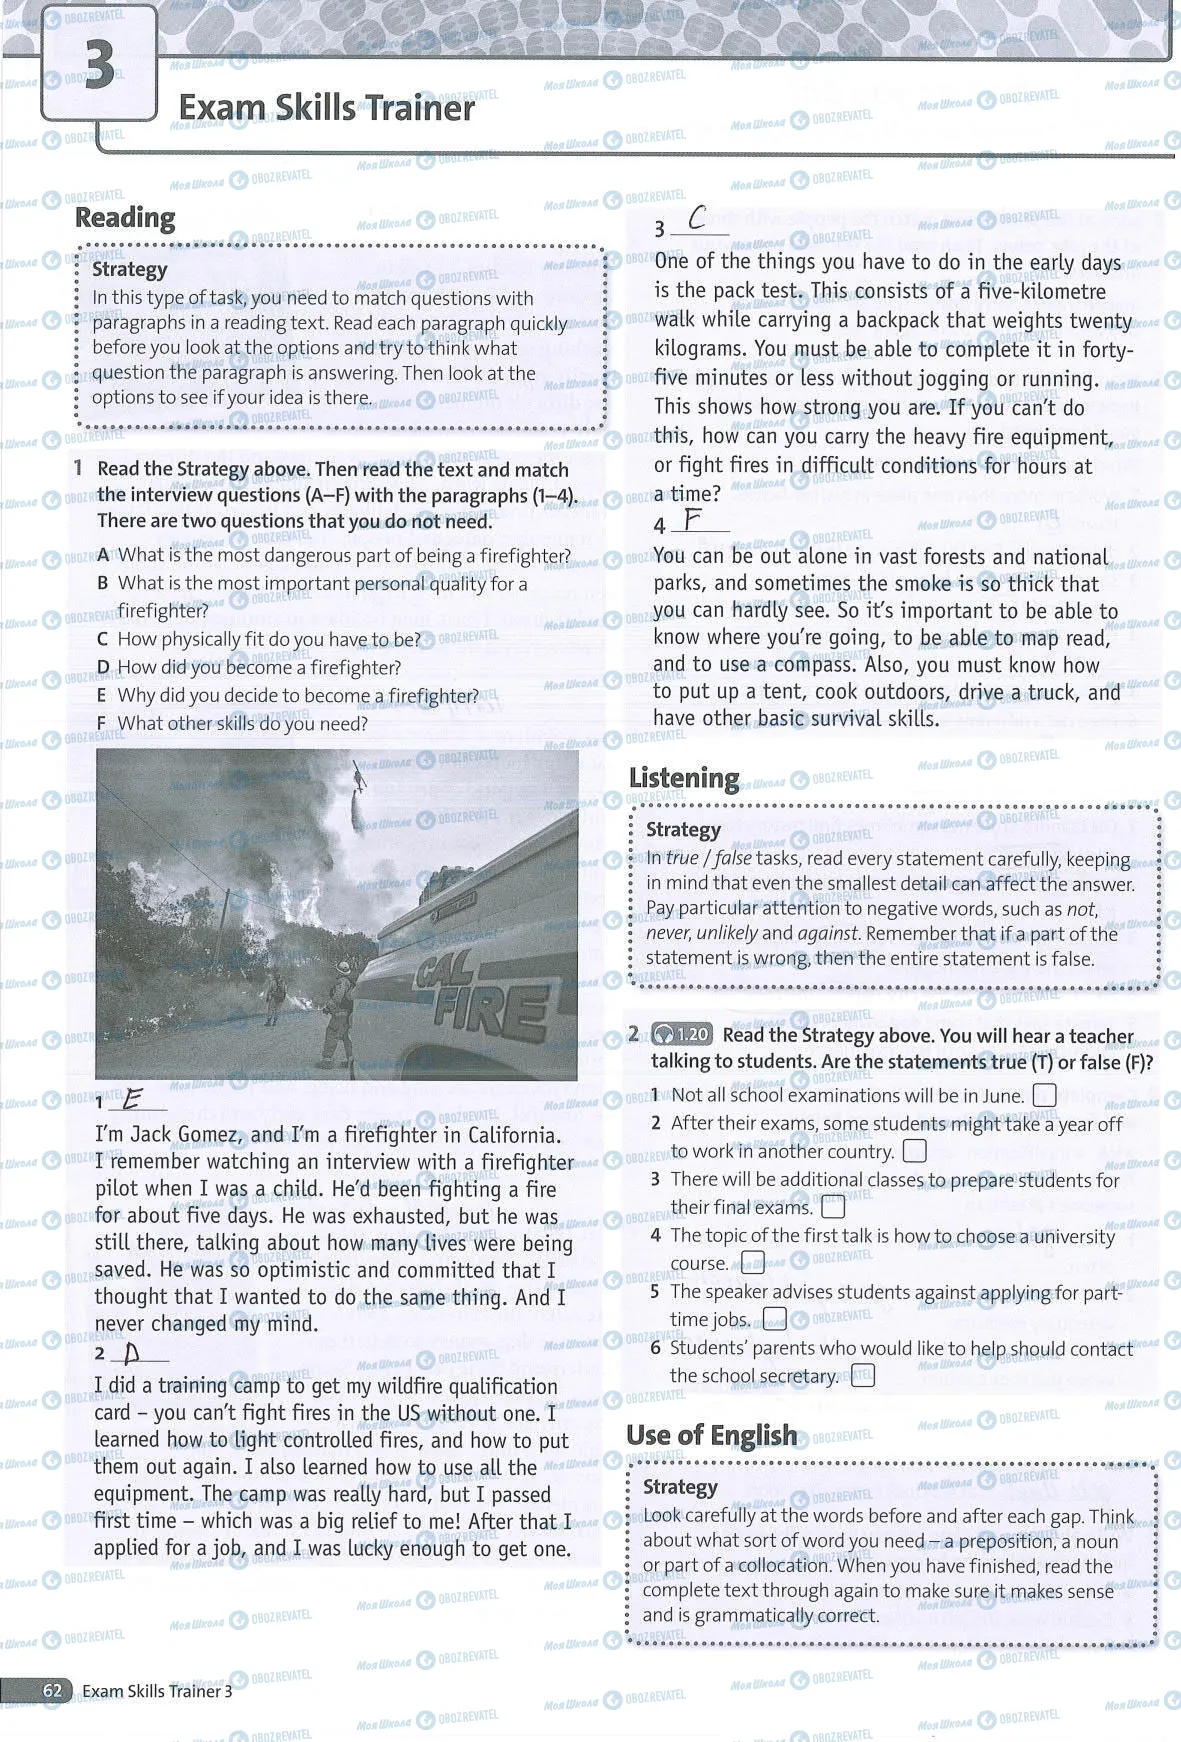 3
Exam Skills Trainer
Reading
Strategy
In this type of task, you need to match questions with
paragraphs in a reading text. Read each paragraph quickly
before you look at the options and try to think what
question the paragraph is answering. Then look at the
options to see if your idea is there.
1 Read the Strategy above. Then read the text and match
the interview questions (A–F) with the paragraphs (1–4).
There are two questions that you do not need.
A What is the most dangerous part of being a firefighter?
B What is the most important personal quality for a
firefighter?
C How physically fit do you have to be?
D How did you become a firefighter?
E Why did you decide to become a firefighter?
F What other skills do you need?
CAL
FIRE
1 E
I'm Jack Gomez, and I'm a firefighter in California.
I remember watching an interview with a firefighter
pilot when I was a child. He'd been fighting a fire
for about five days. He was exhausted, but he was
still there, talking about how many lives were being
saved. He was so optimistic and committed that I
thought that I wanted to do the same thing. And I
never changed my mind.
2 D
I did a training camp to get my wildfire qualification
card – you can't fight fires in the US without one. I
learned how to light controlled fires, and how to put
them out again. I also learned how to use all the
equipment. The camp was really hard, but I passed
first time – which was a big relief to me! After that I
applied for a job, and I was lucky enough to get one.
3 C
One of the things you have to do in the early days
is the pack test. This consists of a five-kilometre
walk while carrying a backpack that weights twenty
kilograms. You must be able to complete it in forty-
five minutes or less without jogging or running.
This shows how strong you are. If you can't do
this, how can you carry the heavy fire equipment,
or fight fires in difficult conditions for hours at
a time?
4 F
You can be out alone in vast forests and national
parks, and sometimes the smoke is so thick that
you can hardly see. So it's important to be able to
know where you're going, to be able to map read,
and to use a compass. Also, you must know how
to put up a tent, cook outdoors, drive a truck, and
have other basic survival skills.
Listening
Strategy
In true / false tasks, read every statement carefully, keeping
in mind that even the smallest detail can affect the answer.
Pay particular attention to negative words, such as not,
never, unlikely and against. Remember that if a part of the
statement is wrong, then the entire statement is false.
2 1.20 Read the Strategy above. You will hear a teacher
talking to students. Are the statements true (T) or false (F)?
1 Not all school examinations will be in June.
2 After their exams, some students might take a year off
to work in another country.
3 There will be additional classes to prepare students for
their final exams.
4 The topic of the first talk is how to choose a university
course.
5 The speaker advises students against applying for part-
time jobs.
6 Students' parents who would like to help should contact
the school secretary.
Use of English
Strategy
Look carefully at the words before and after each gap. Think
about what sort of word you need – a preposition, a noun
or part of a collocation. When you have finished, read the
complete text through again to make sure it makes sense
and is grammatically correct.
62 Exam Skills Trainer 3
Моя Школа OBOZREVATEL